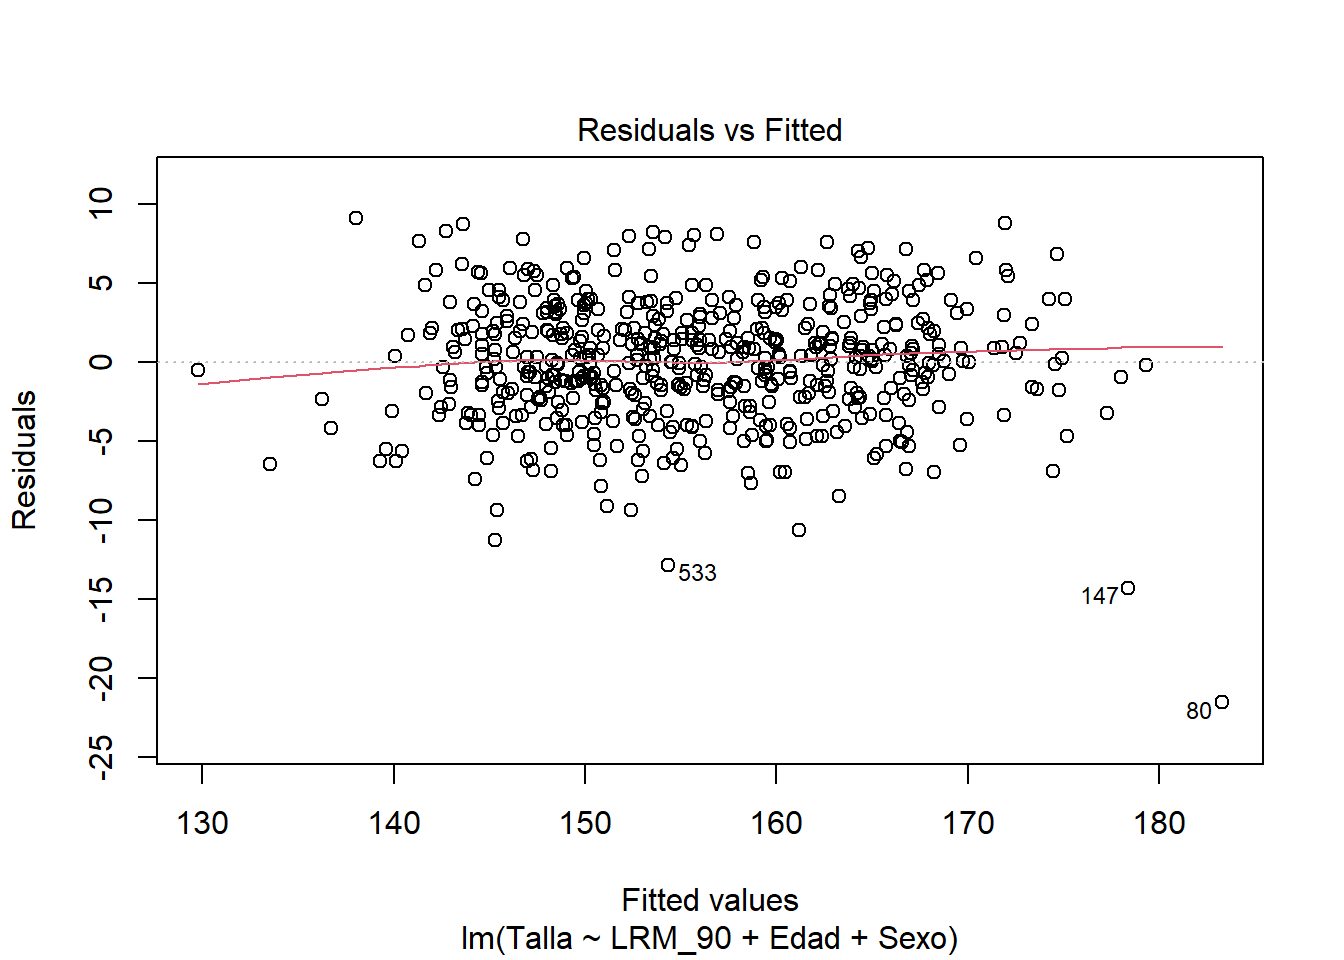 Residuals vs Fitted
Residuals
10
5
0
-5
-10
-15
-20
-25
533
147
80
130 140 150 160 170 180
Fitted values
lm(Talla ~ LRM_90 + Edad + Sexo)